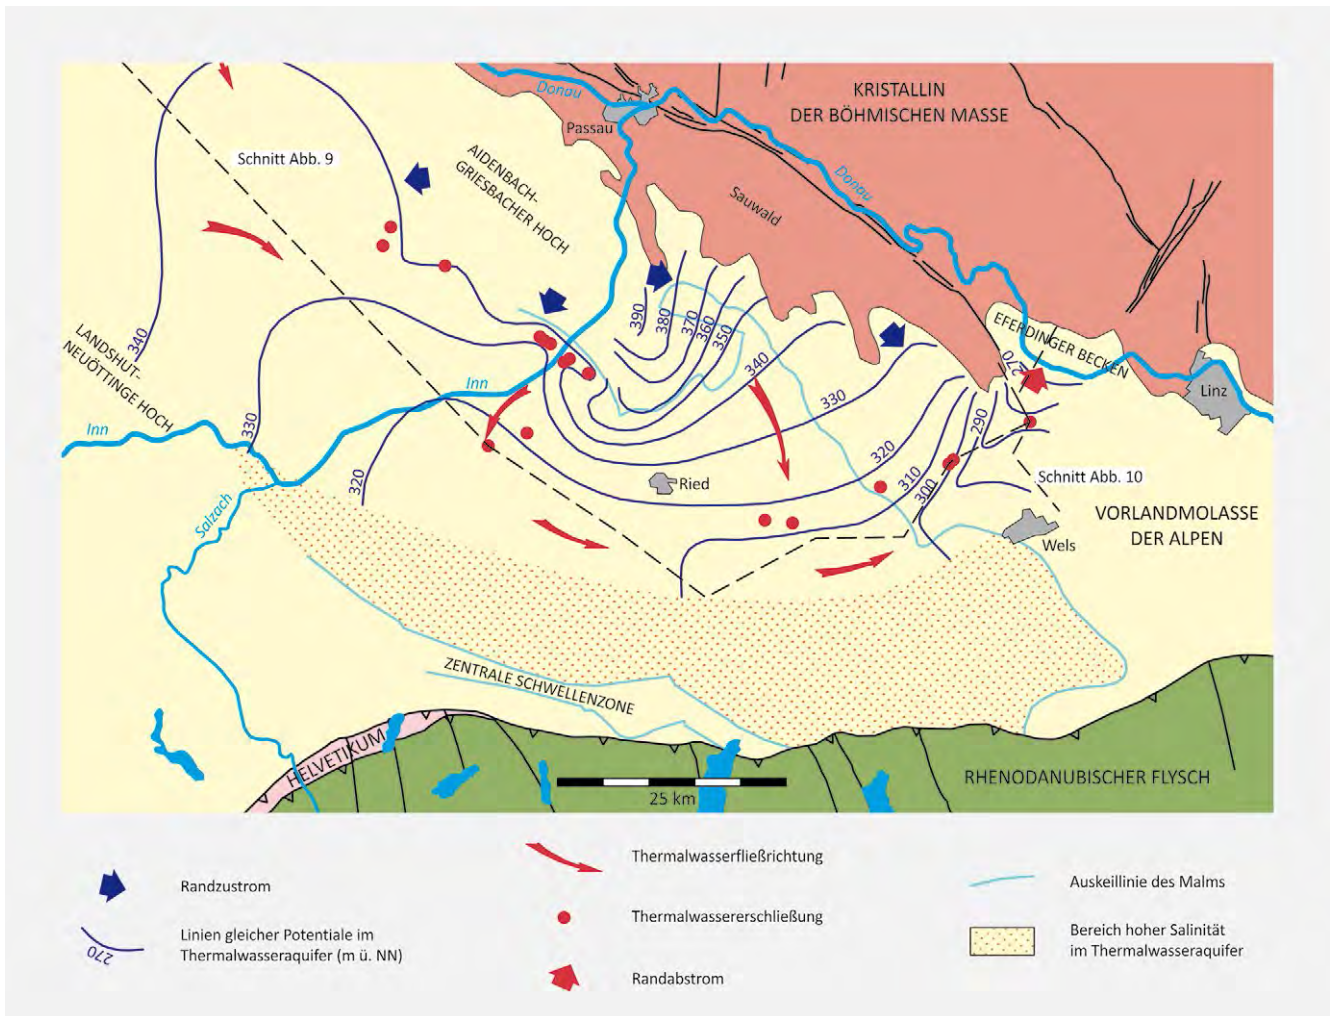 KRISTALLIN
DER BÖHMISCHEN MASSE
Donau
Passau
Schnitt Abb. 9
AIDENBACH-
GRIESBACHER HOCH
Sauwald
Donau
340
LANDSHUT-
NEUÖTTINGE HOCH
390
380
370
360
350
340
330
EFERDINGER BECKEN
270
Linz
Inn
Inn
330
320
320
310
300
290
Ried
Schnitt Abb. 10
Salzach
VORLANDMOLASSE
DER ALPEN
Wels
ZENTRALE SCHWELLENZONE
HELVETIKUM
RHENODANUBISCHER FLYSCH
25 km
Randzustrom
270
Linien gleicher Potentiale im
Thermalwasseraquifer (m ü. NN)
Thermalwasserfließrichtung
Thermalwassererschließung
Randabstrom
Auskeillinie des Malms
Bereich hoher Salinität
im Thermalwasseraquifer